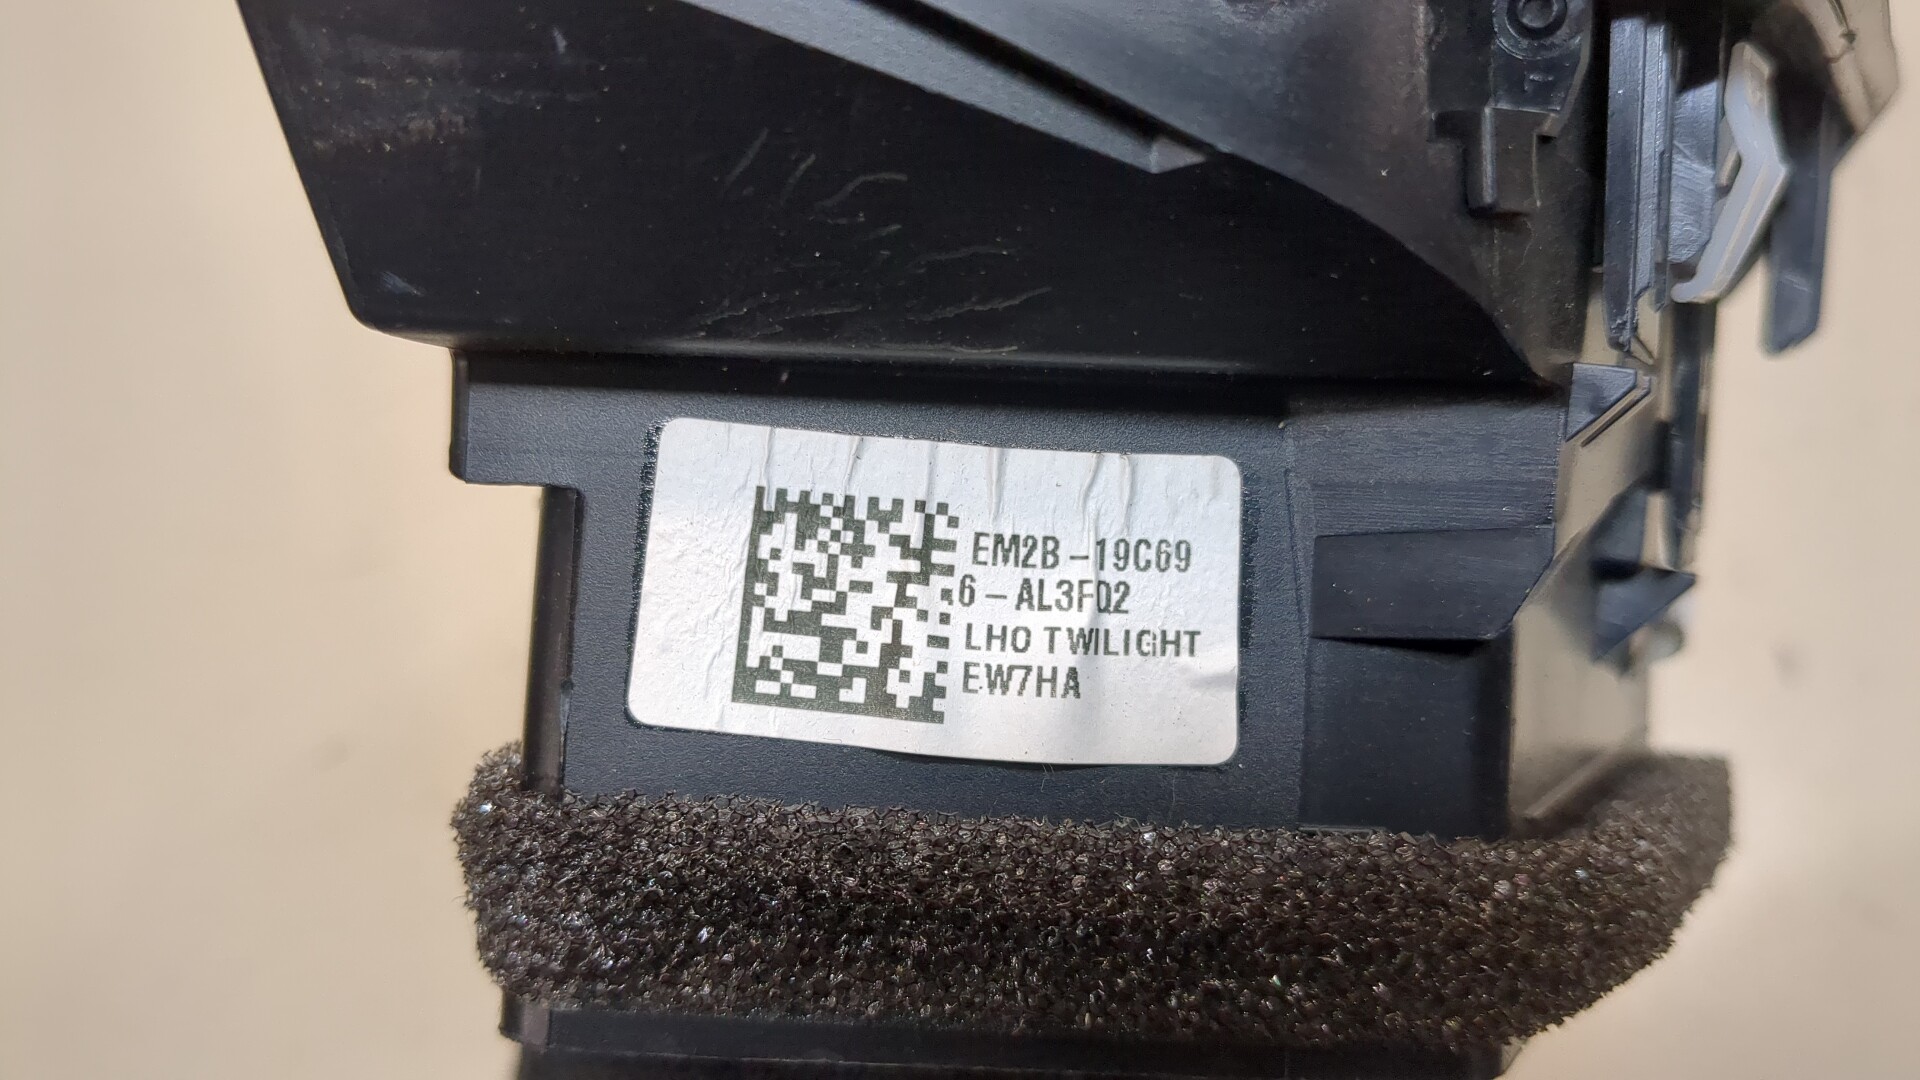 EM2B-19C69
6-AL3FQ2
LHO TWILIGHT
EW7HA